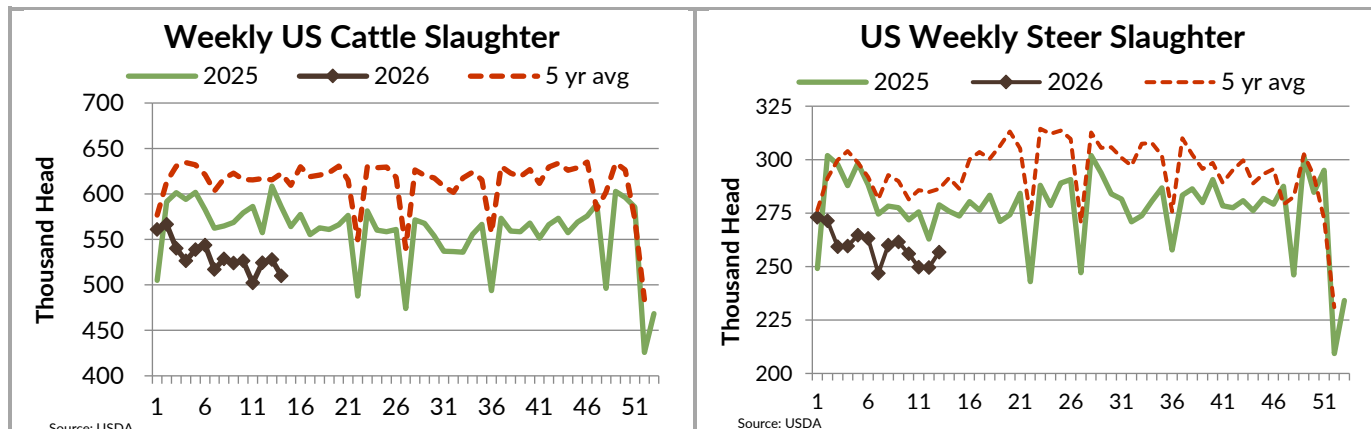 Weekly US Cattle Slaughter
2025 2026 5 yr avg
Thousand Head
700
650
600
550
500
450
400
1 6 11 16 21 26 31 36 41 46 51
Source: USDA
US Weekly Steer Slaughter
2025 2026 5 yr avg
Thousand Head
325
300
275
250
225
200
1 6 11 16 21 26 31 36 41 46 51
Source: USDA